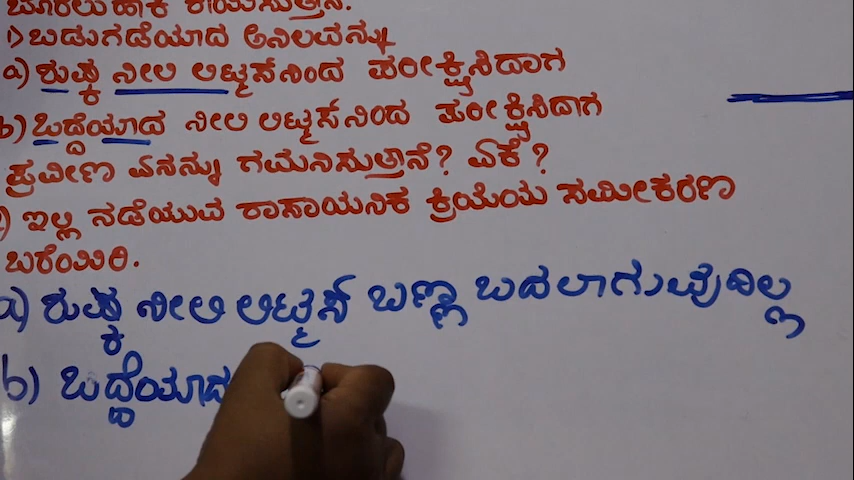 ಕಾಯಿಸುತ್ತಾನೆ.
೧) ಬಿಡುಗಡೆಯಾದ ಅನಿಲವನ್ನು
a) ಶುಷ್ಕ ನೀಲಿ ಲಿಟ್ಮಸ್‌ನಿಂದ ಪರೀಕ್ಷಿಸಿದಾಗ
b) ಒದ್ದೆಯಾದ ನೀಲಿ ಲಿಟ್ಮಸ್‌ನಿಂದ ಪರೀಕ್ಷಿಸಿದಾಗ
ಪ್ರವೀಣ ಏನನ್ನು ಗಮನಿಸುತ್ತಾನೆ? ಏಕೆ?
) ಇಲ್ಲಿ ನಡೆಯುವ ರಾಸಾಯನಿಕ ಕ್ರಿಯೆಯ ಸಮೀಕರಣ
ಬರೆಯಿರಿ.
a) ಶುಷ್ಕ ನೀಲಿ ಲಿಟ್ಮಸ್ ಬಣ್ಣ ಬದಲಾಗುವುದಿಲ್ಲ
b) ಒದ್ದೆಯಾದ